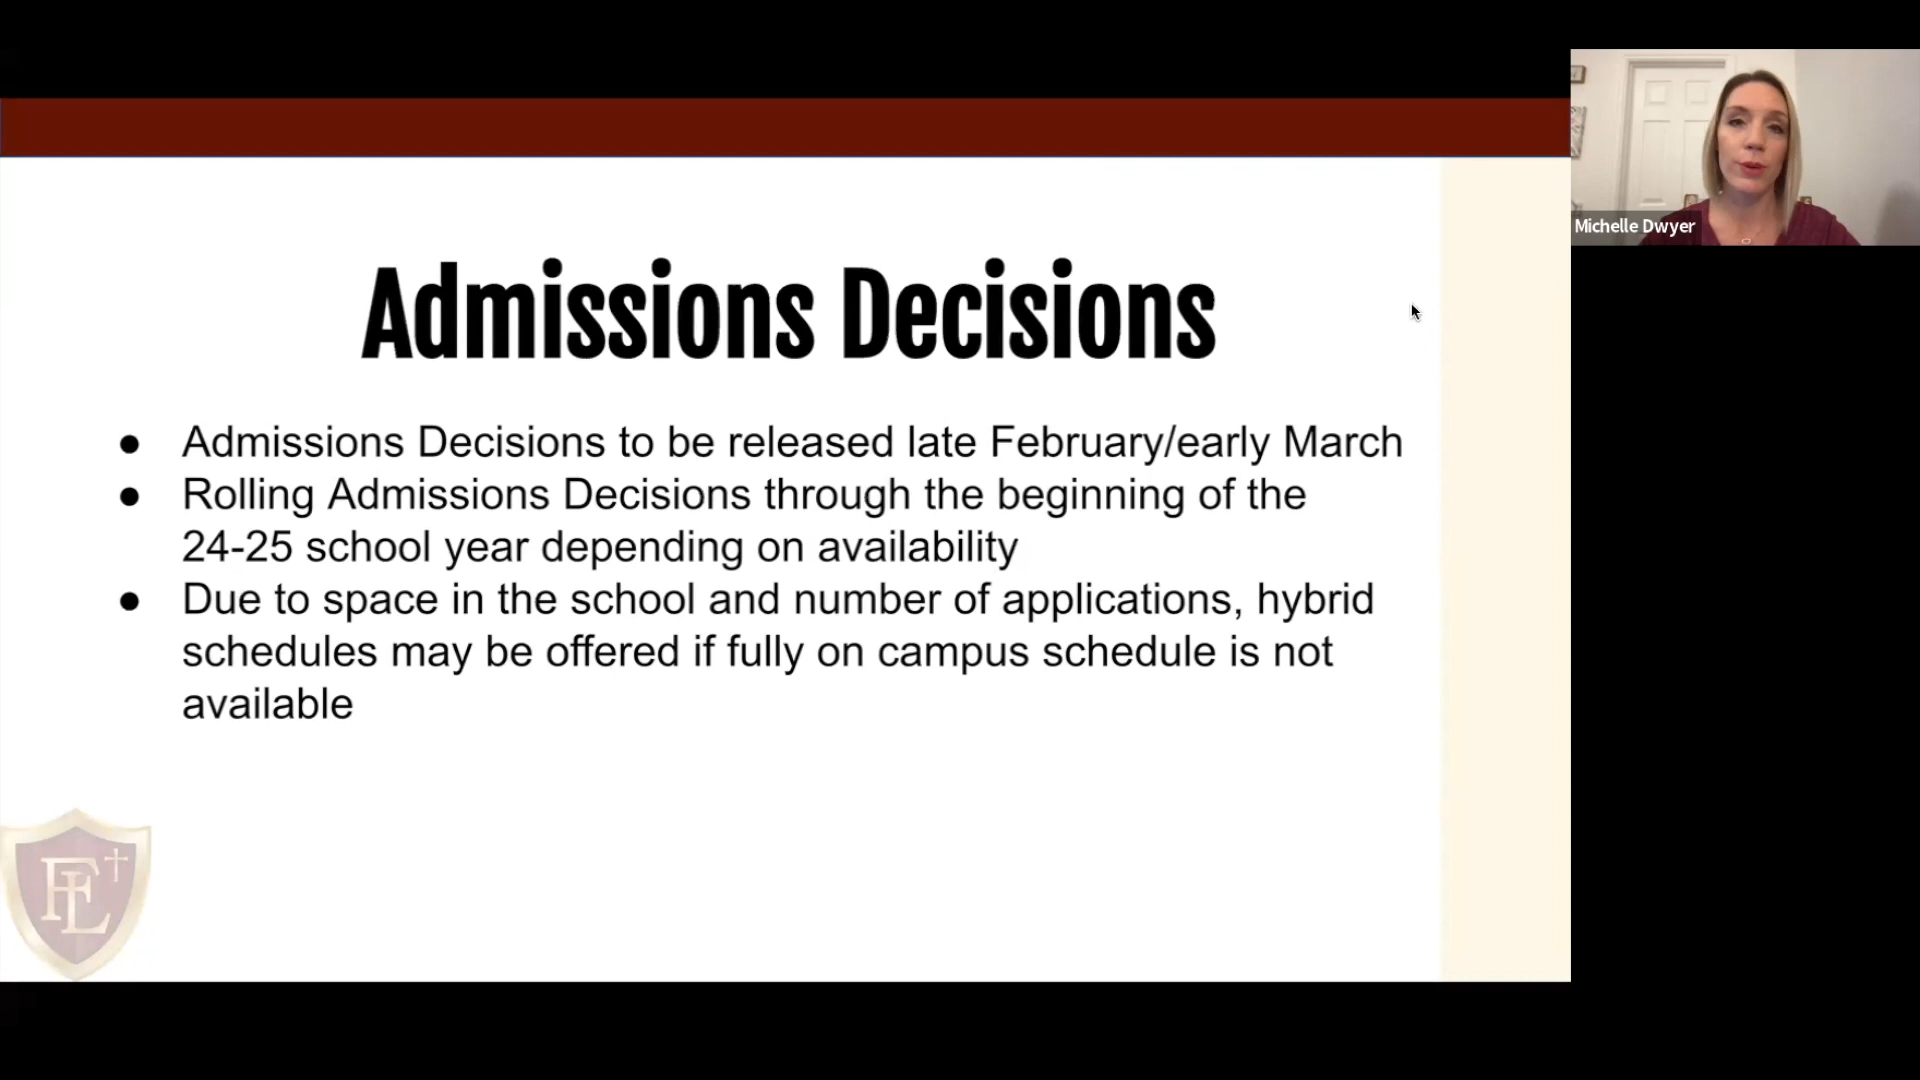 Admissions Decisions
● Admissions Decisions to be released late February/early March
● Rolling Admissions Decisions through the beginning of the
24-25 school year depending on availability
● Due to space in the school and number of applications, hybrid
schedules may be offered if fully on campus schedule is not
available
Michelle Dwyer
FL